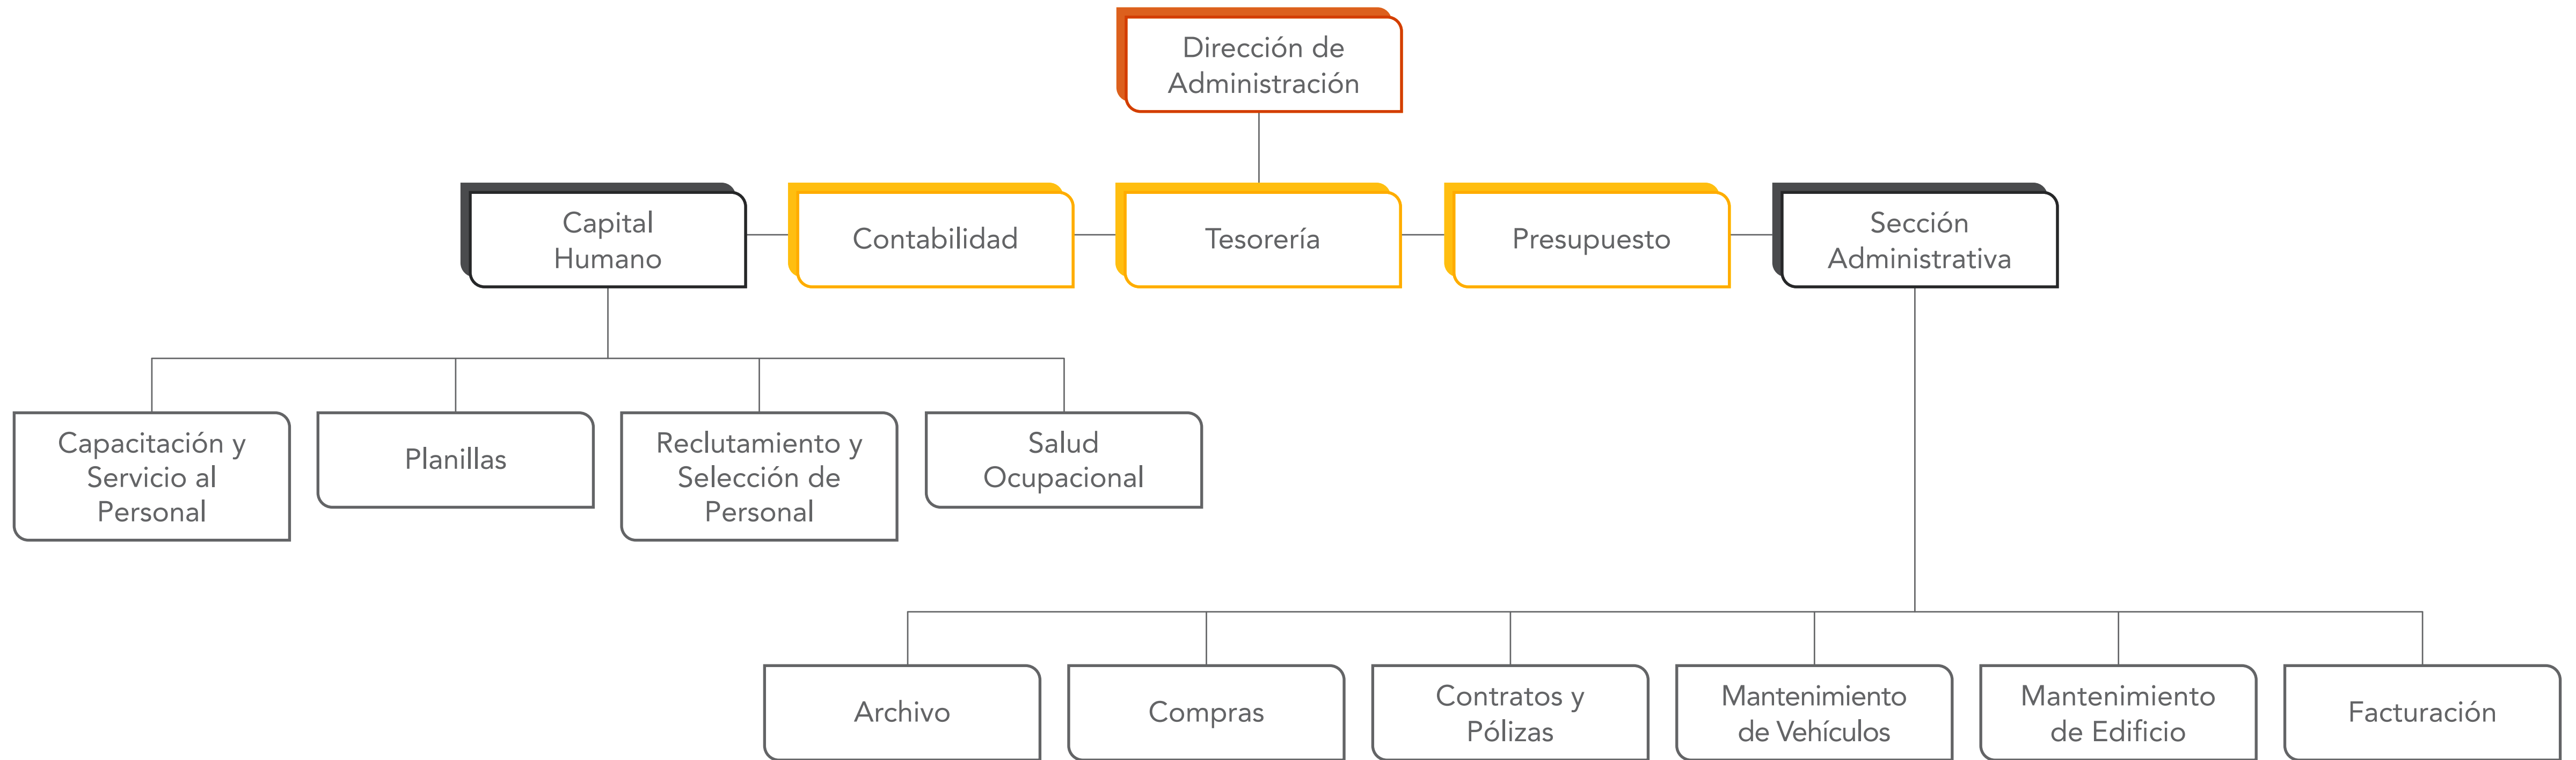 Dirección de
Administración
Capital
Humano
Contabilidad
Tesorería
Presupuesto
Sección
Administrativa
Capacitación y
Servicio al
Personal
Planillas
Reclutamiento y
Selección de
Personal
Salud
Ocupacional
Archivo
Compras
Contratos y
Pólizas
Mantenimiento
de Vehículos
Mantenimiento
de Edificio
Facturación